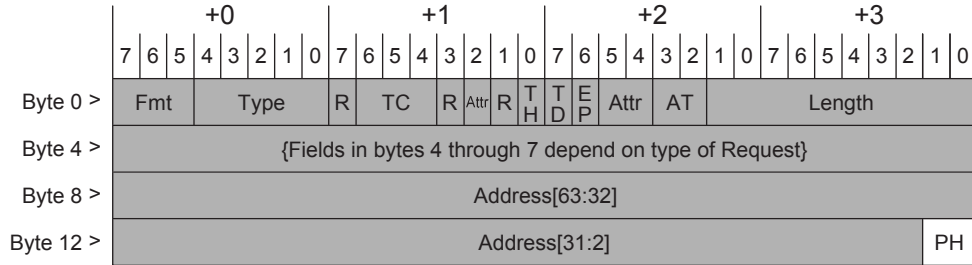 +0 +1 +2 +3
7 6 5 4 3 2 1 0 7 6 5 4 3 2 1 0 7 6 5 4 3 2 1 0 7 6 5 4 3 2 1 0
Byte 0 > Fmt Type R TC R Attr R TH TD EP Attr AT Length
Byte 4 > {Fields in bytes 4 through 7 depend on type of Request}
Byte 8 > Address[63:32]
Byte 12 > Address[31:2] PH